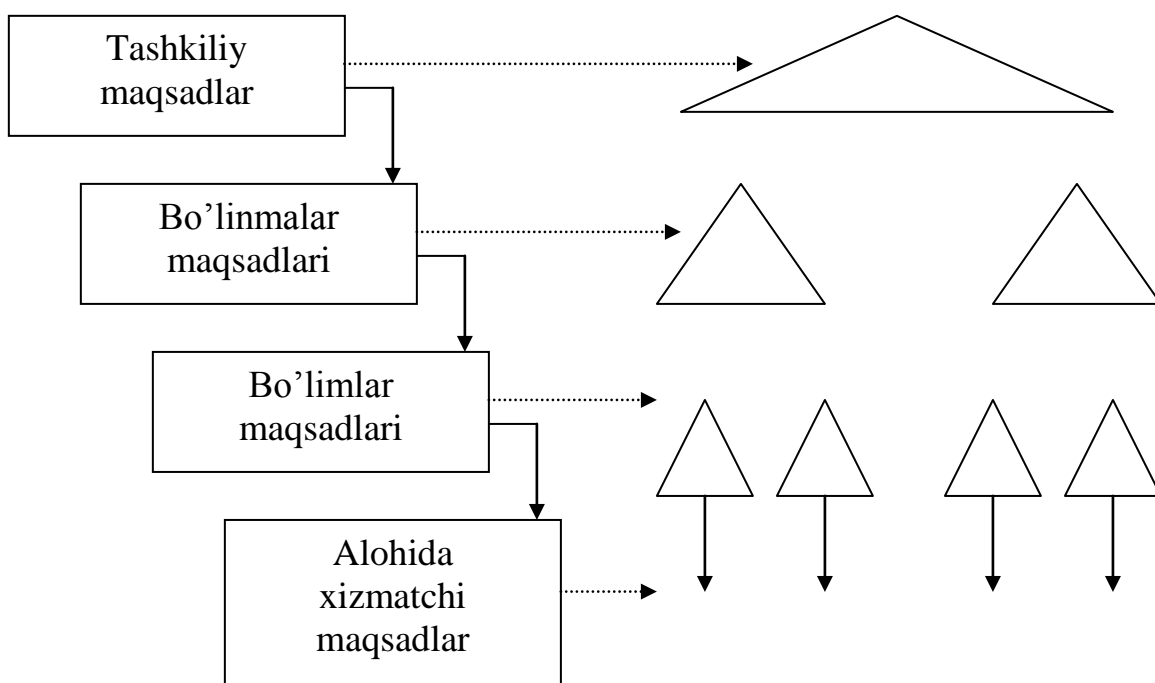 Tashkiliy
maqsadlar
Bo’linmalar
maqsadlari
Bo’limlar
maqsadlari
Alohida
xizmatchi
maqsadlar